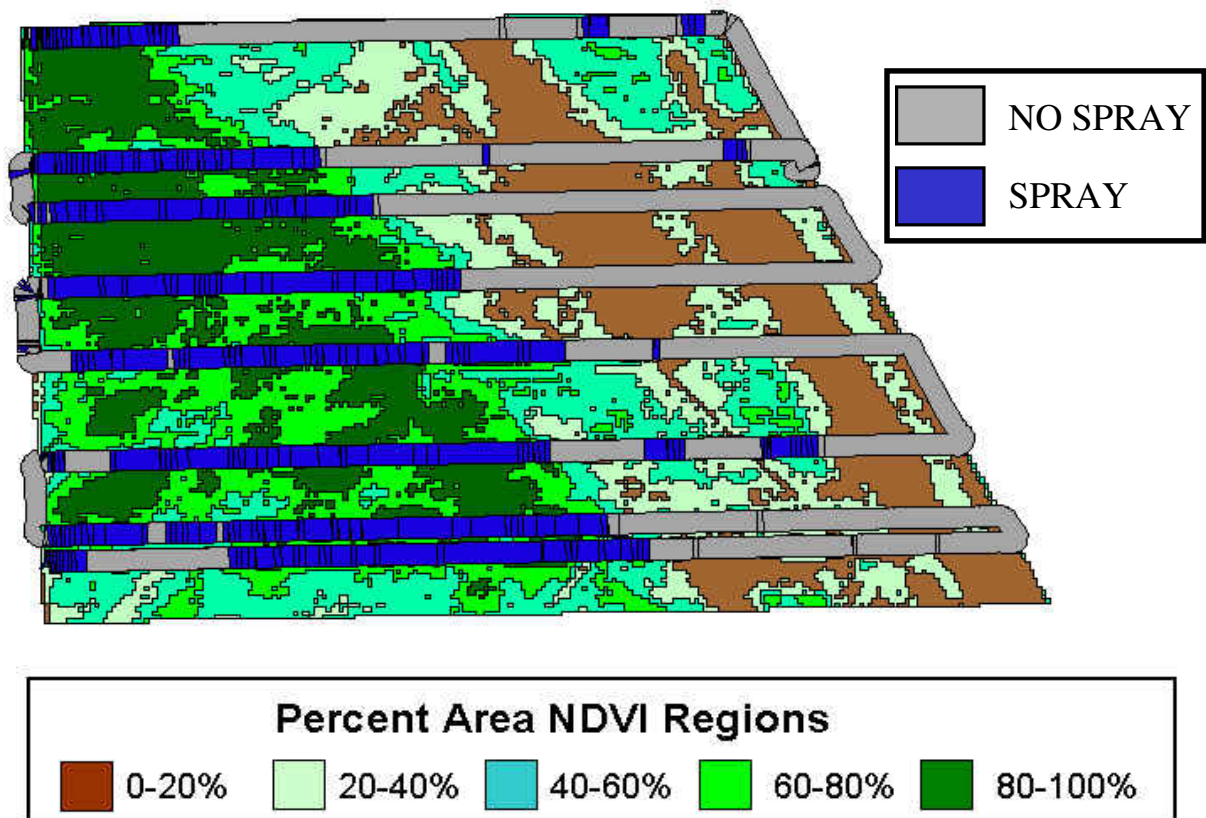 NO SPRAY
SPRAY
Percent Area NDVI Regions
0-20% 20-40% 40-60% 60-80% 80-100%